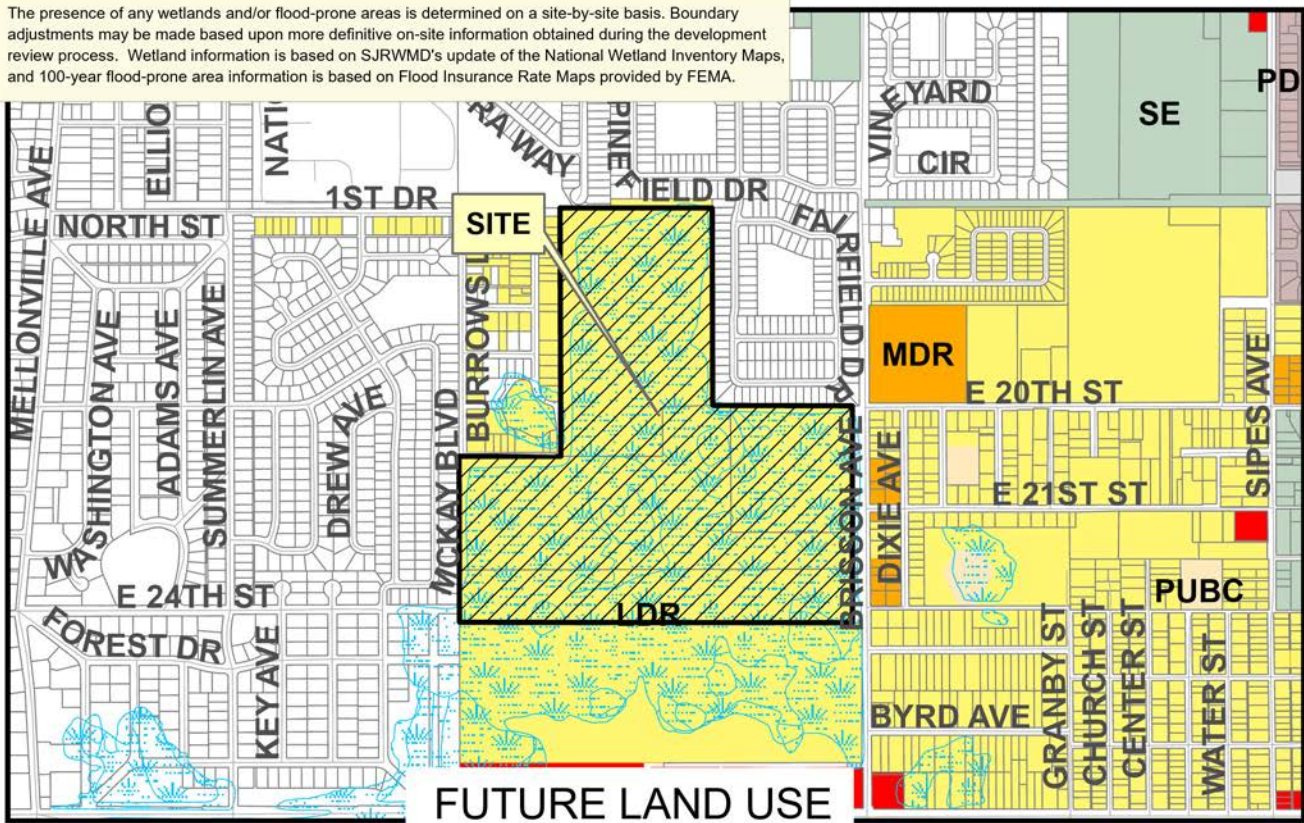 The presence of any wetlands and/or flood-prone areas is determined on a site-by-site basis. Boundary
adjustments may be made based upon more definitive on-site information obtained during the development
review process. Wetland information is based on SJRWMD's update of the National Wetland Inventory Maps,
and 100-year flood-prone area information is based on Flood Insurance Rate Maps provided by FEMA.
PD
SE
VINEYARD
CIR
ELLIO
NATIO
RA WAY
PINEFIELD DR
1ST DR
NORTH ST
SITE
FAIRFIELD DR
MELLONVILLE AVE
WASHINGTON AVE
ADAMS AVE
SUMMERLIN AVE
DREW AVE
MCKAY BLVD
BURROWS L
MDR
E 20TH ST
SIPES AVE
BRISSON AVE
DIXIE AVE
E 21ST ST
E 24TH ST
LDR
PUBC
FOREST DR
KEY AVE
BYRD AVE
GRANBY ST
CHURCH ST
CENTER ST
WATER ST
FUTURE LAND USE